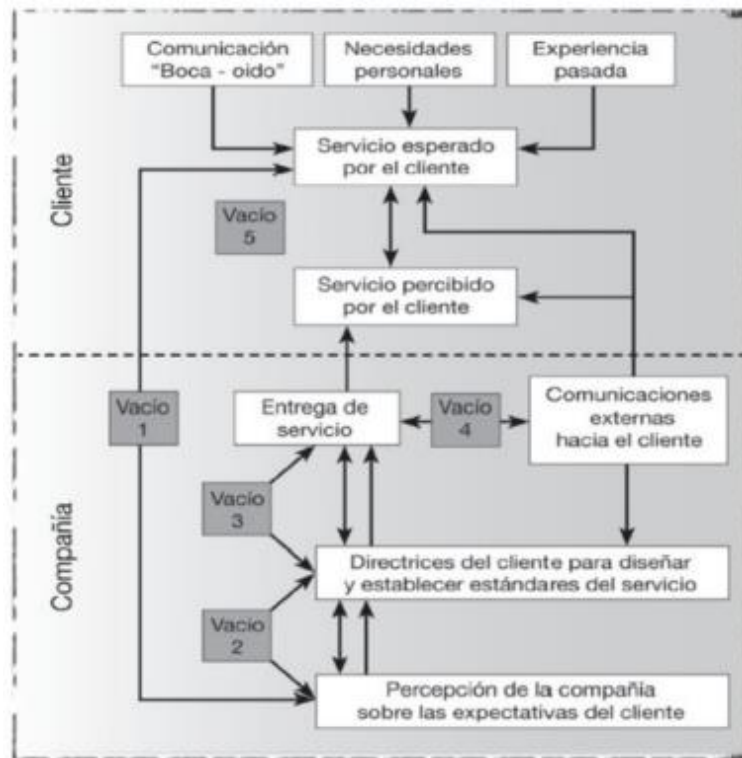 Comunicación
"Boca - oido"
Necesidades
personales
Experiencia
pasada
Servicio esperado
por el cliente
Cliente
Vacío
5
Servicio percibido
por el cliente
Vacío
1
Entrega de
servicio
Vacío
4
Comunicaciones
externas
hacia el cliente
Compañía
Vacío
3
Directrices del cliente para diseñar
y establecer estándares del servicio
Vacío
2
Percepción de la compañía
sobre las expectativas del cliente